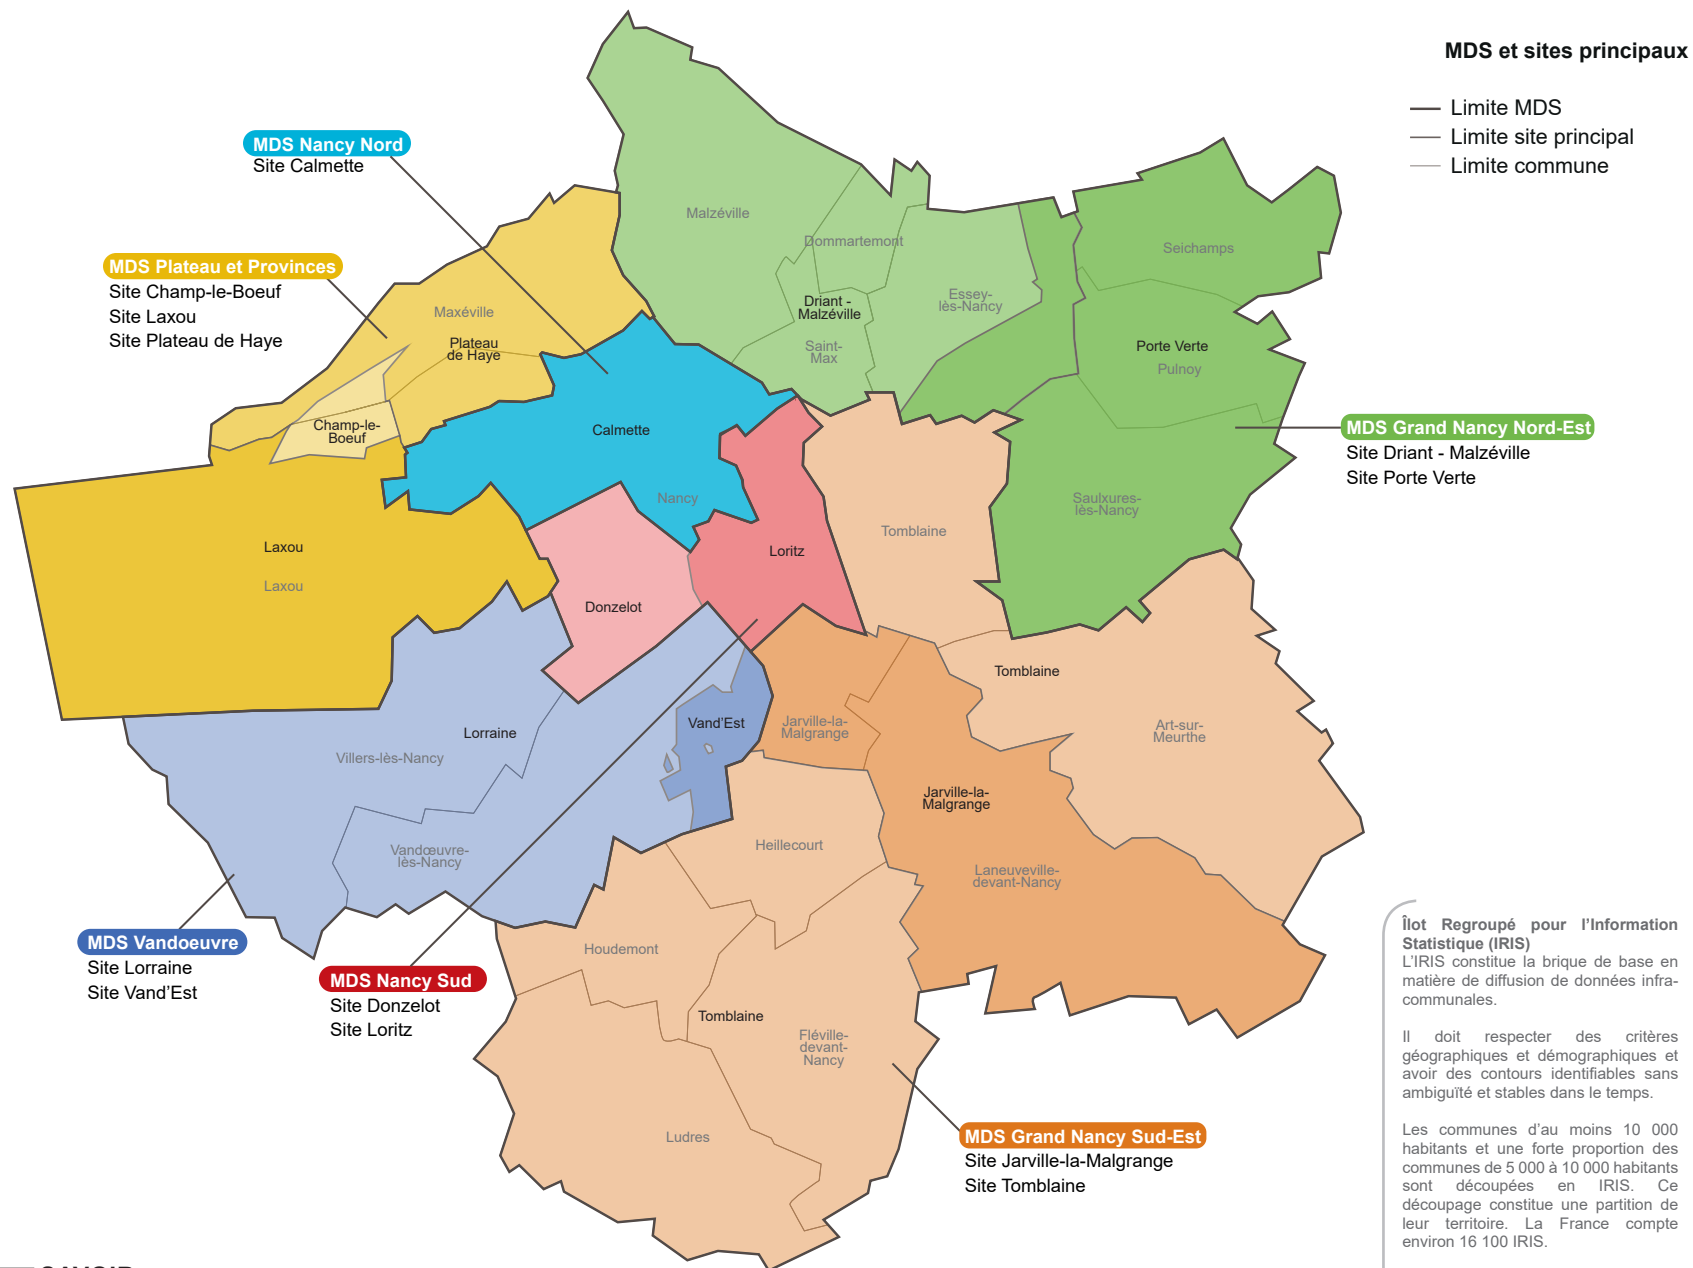 MDS et sites principaux
Limite MDS
Limite site principal
Limite commune
MDS Nancy Nord
Site Calmette
MDS Plateau et Provinces
Site Champ-le-Boeuf
Site Laxou
Site Plateau de Haye
Malzéville
Dommartemont
Seichamps
Essey-
lès-Nancy
Driant -
Malzéville
Saint-
Max
Maxéville
Plateau
de Haye
Porte Verte
Pulnoy
Champ-le-
Boeuf
Calmette
Nancy
MDS Grand Nancy Nord-Est
Site Driant - Malzéville
Site Porte Verte
Saulxures-
lès-Nancy
Tomblaine
Laxou
Laxou
Loritz
Donzelot
Tomblaine
Art-sur-
Meurthe
Vand'Est
Jarville-la-
Malgrange
Lorraine
Villers-lès-Nancy
Jarville-la-
Malgrange
Vandœuvre-
lès-Nancy
Heillecourt
Laneuveville-
devant-Nancy
MDS Vandoeuvre
Site Lorraine
Site Vand'Est
MDS Nancy Sud
Site Donzelot
Site Loritz
Houdemont
Tomblaine
Fléville-
devant-
Nancy
Ludres
MDS Grand Nancy Sud-Est
Site Jarville-la-Malgrange
Site Tomblaine
Îlot Regroupé pour l'Information
Statistique (IRIS)
L'IRIS constitue la brique de base en
matière de diffusion de données infra-
communales.
Il doit respecter des critères
géographiques et démographiques et
avoir des contours identifiables sans
ambiguïté et stables dans le temps.
Les communes d'au moins 10 000
habitants et une forte proportion des
communes de 5 000 à 10 000 habitants
sont découpées en IRIS. Ce
découpage constitue une partition de
leur territoire. La France compte
environ 16 100 IRIS.